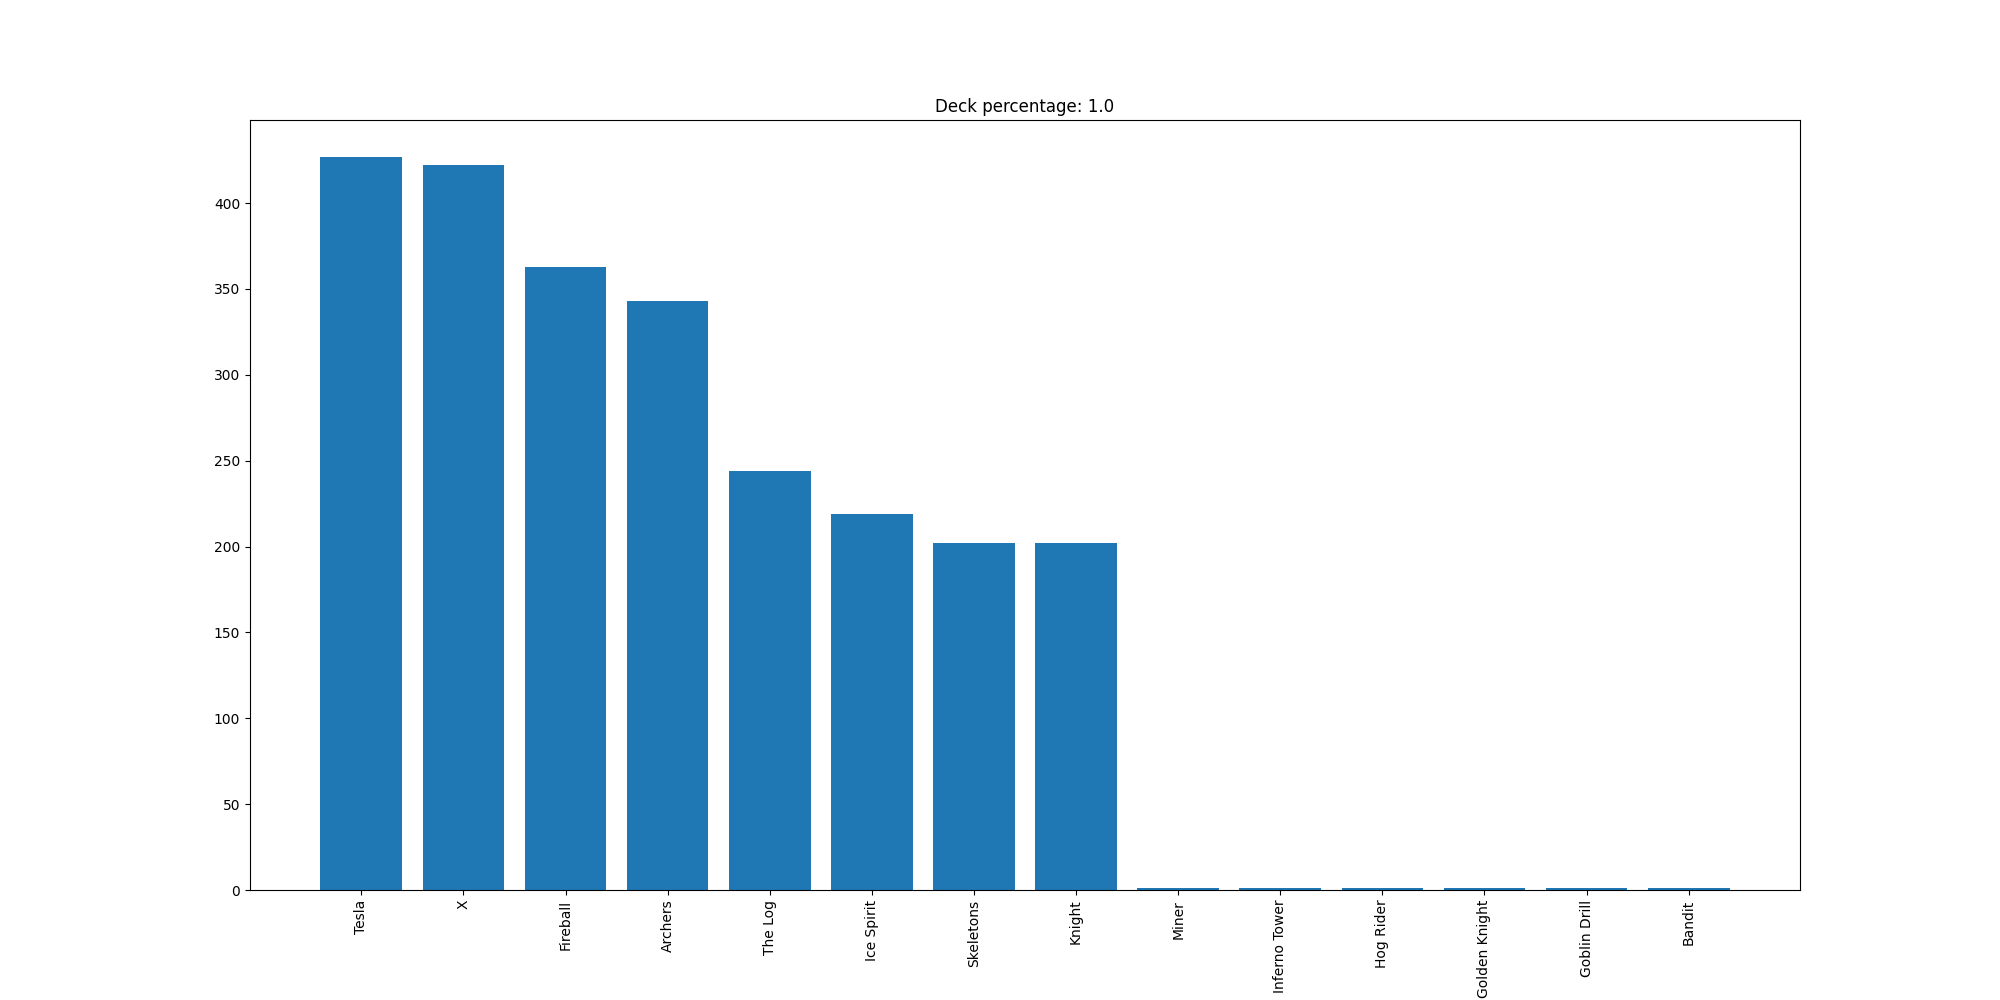 Deck percentage: 1.0
400
350
300
250
200
150
100
50
0
Tesla
X
Fireball
Archers
The Log
Ice Spirit
Skeletons
Knight
Miner
Inferno Tower
Hog Rider
Golden Knight
Goblin Drill
Bandit